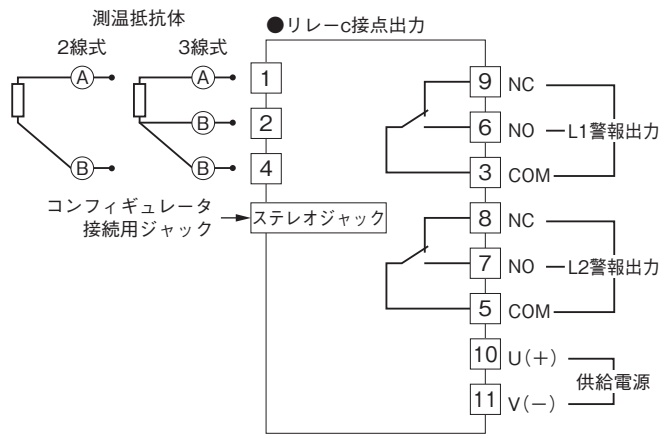 測温抵抗体
2線式
3線式
A
B
A
B
B
●リレーc接点出力
1
2
4
コンフィギュレータ
接続用ジャック
ステレオジャック
9 NC
6 NO
3 COM
L1警報出力
8 NC
7 NO
5 COM
L2警報出力
10 U(+)
11 V(−)
供給電源